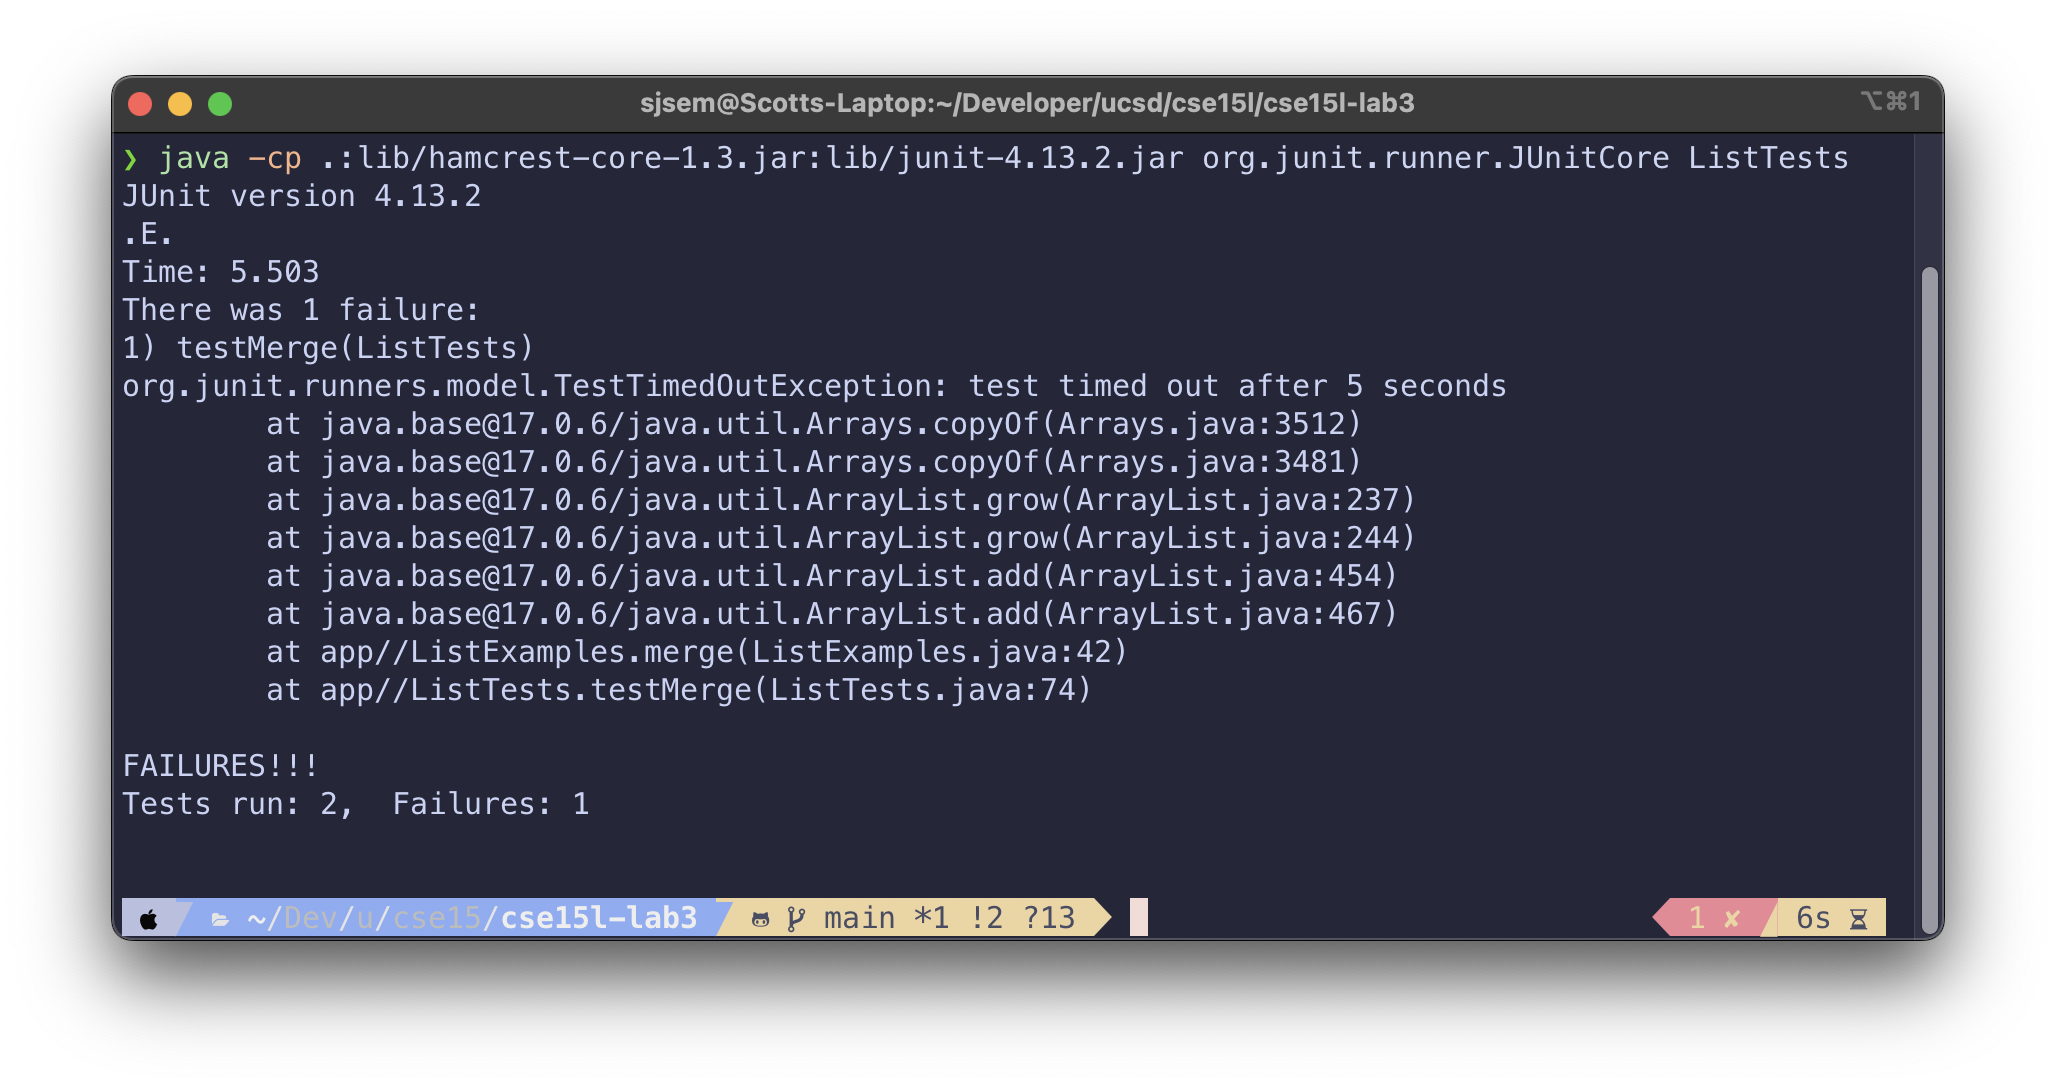 sjsem@Scotts-Laptop:~/Developer/ucsd/cse15l/cse15l-lab3 ⌥⌘1
❯ java -cp .:lib/hamcrest-core-1.3.jar:lib/junit-4.13.2.jar org.junit.runner.JUnitCore ListTests
JUnit version 4.13.2
.E.
Time: 5.503
There was 1 failure:
1) testMerge(ListTests)
org.junit.runners.model.TestTimedOutException: test timed out after 5 seconds
        at java.base@17.0.6/java.util.Arrays.copyOf(Arrays.java:3512)
        at java.base@17.0.6/java.util.Arrays.copyOf(Arrays.java:3481)
        at java.base@17.0.6/java.util.ArrayList.grow(ArrayList.java:237)
        at java.base@17.0.6/java.util.ArrayList.grow(ArrayList.java:244)
        at java.base@17.0.6/java.util.ArrayList.add(ArrayList.java:454)
        at java.base@17.0.6/java.util.ArrayList.add(ArrayList.java:467)
        at app//ListExamples.merge(ListExamples.java:42)
        at app//ListTests.testMerge(ListTests.java:74)
FAILURES!!!
Tests run: 2,  Failures: 1
~/Dev/u/cse15/cse15l-lab3 main *1 !2 ?13 1 ✘ 6s